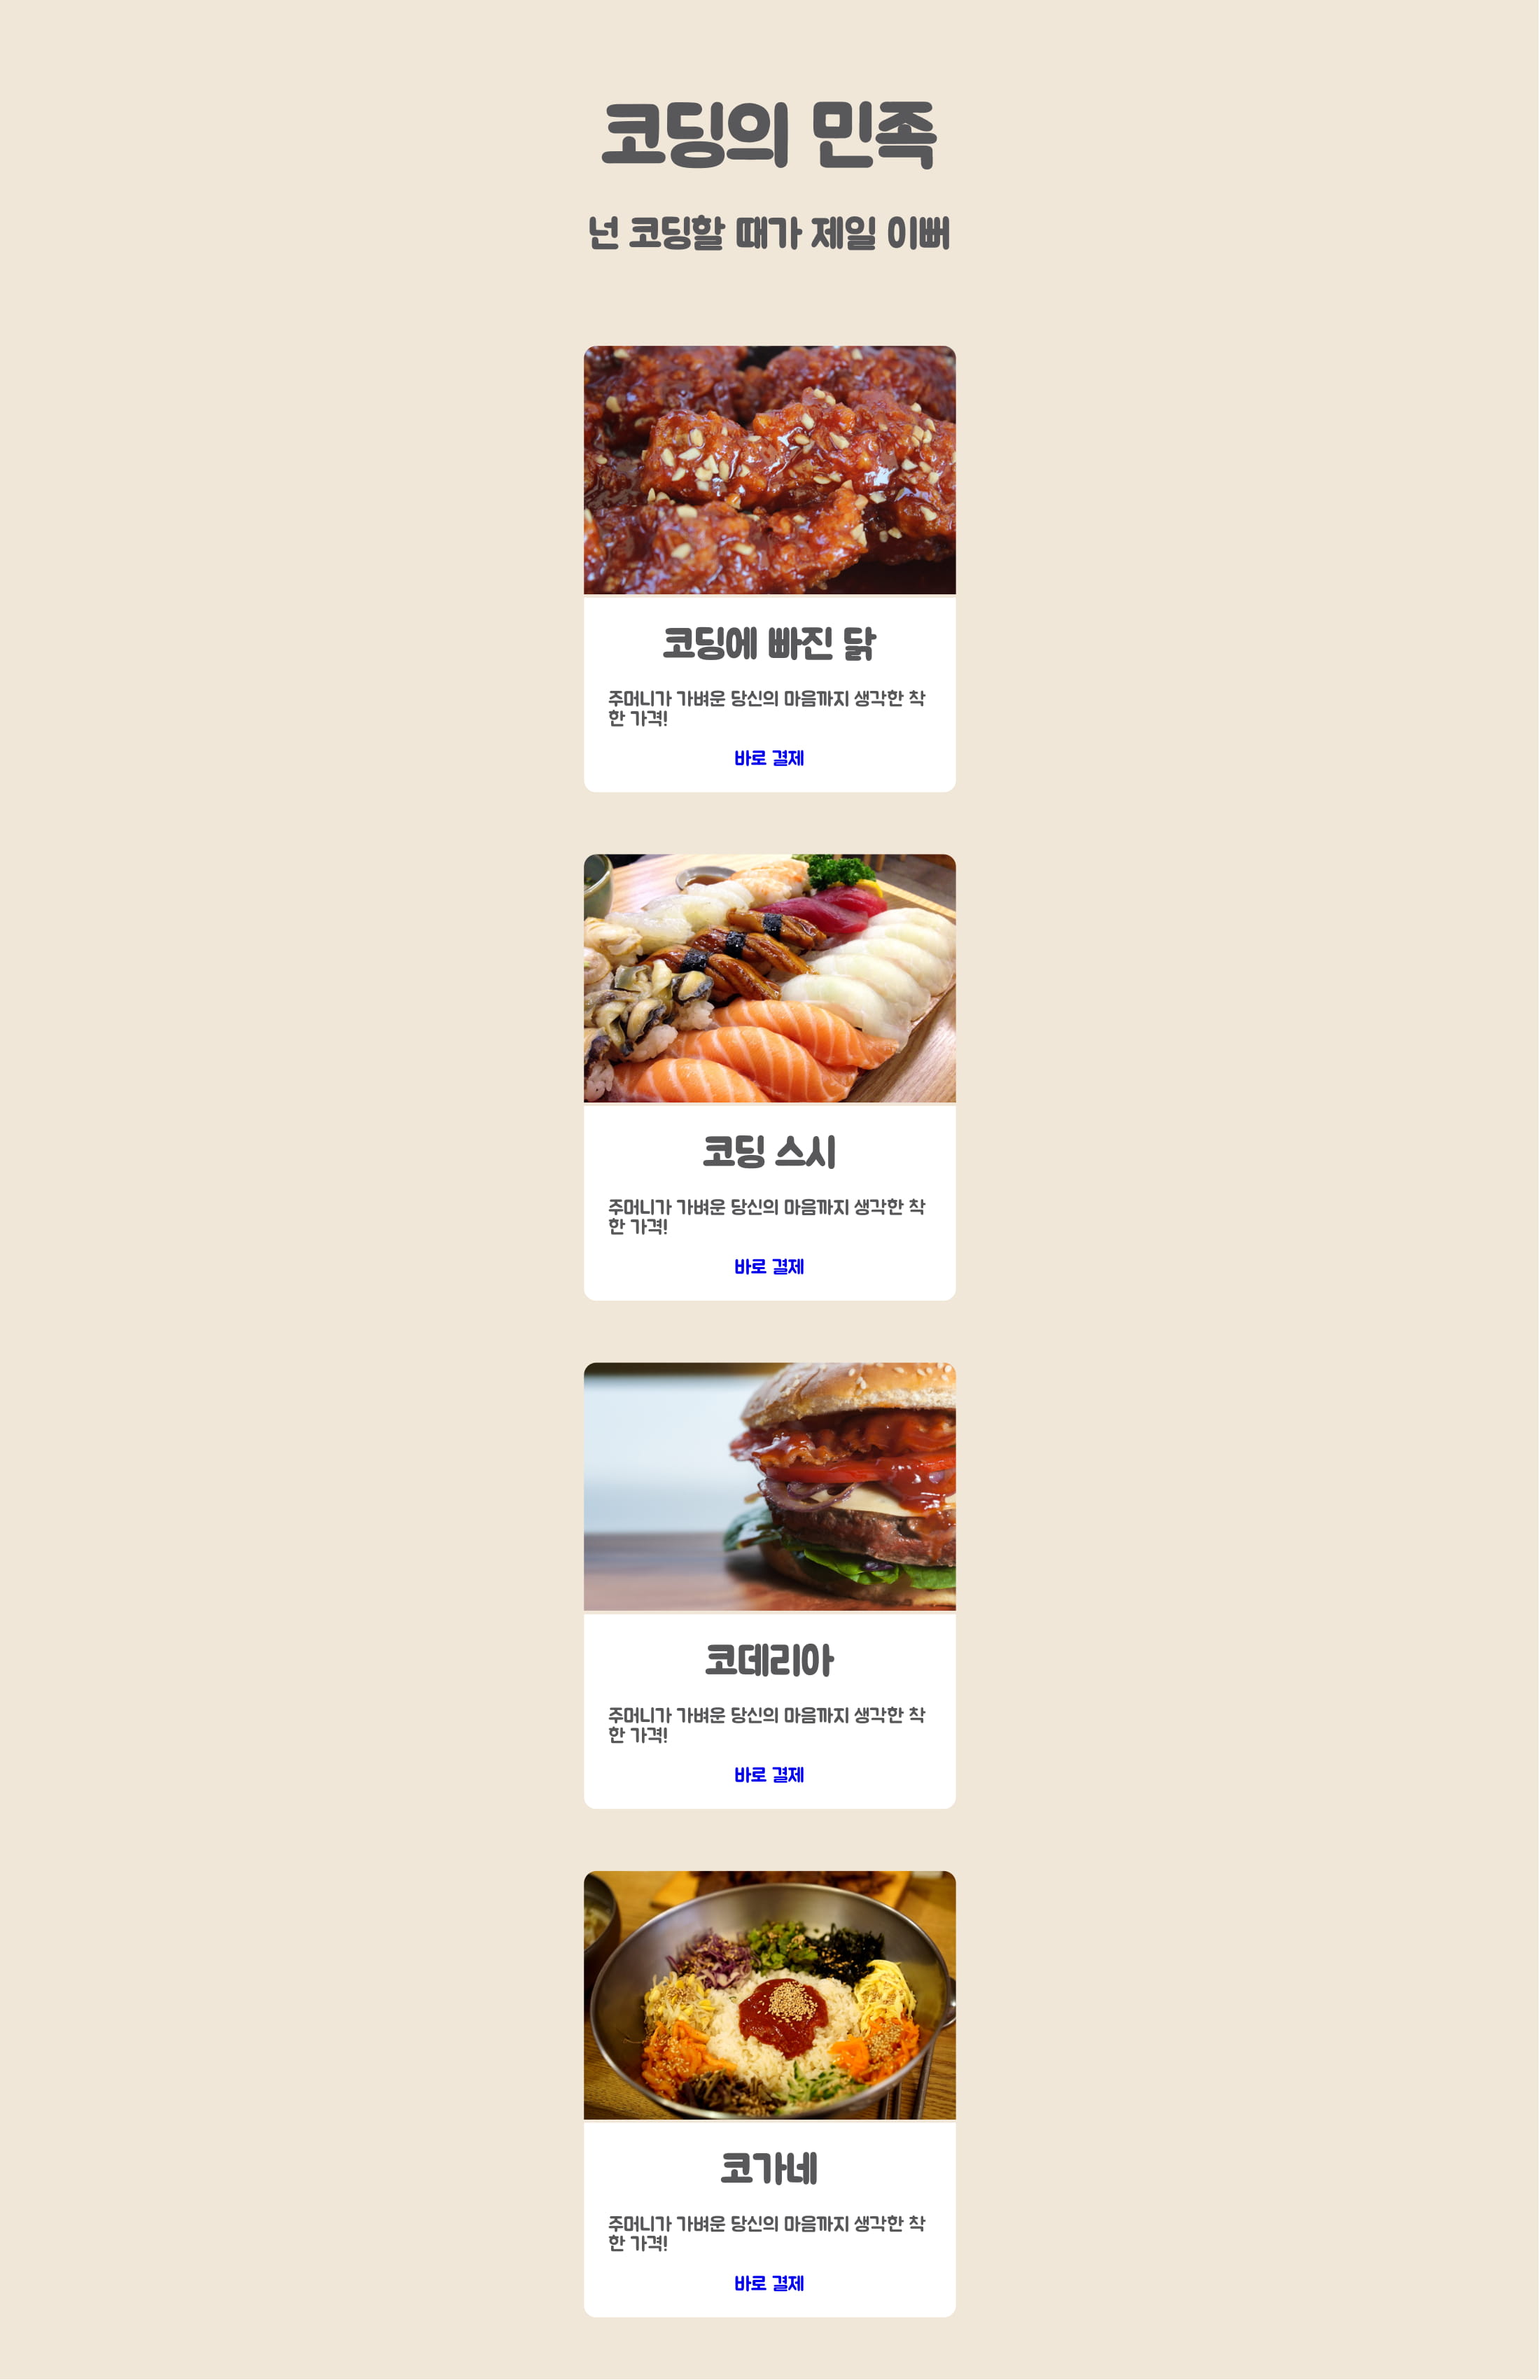 코딩의 민족
넌 코딩할 때가 제일 이뻐
코딩에 빠진 닭
주머니가 가벼운 당신의 마음까지 생각한 착
한 가격!
바로 결제
코딩 스시
주머니가 가벼운 당신의 마음까지 생각한 착
한 가격!
바로 결제
코데리아
주머니가 가벼운 당신의 마음까지 생각한 착
한 가격!
바로 결제
코가네
주머니가 가벼운 당신의 마음까지 생각한 착
한 가격!
바로 결제